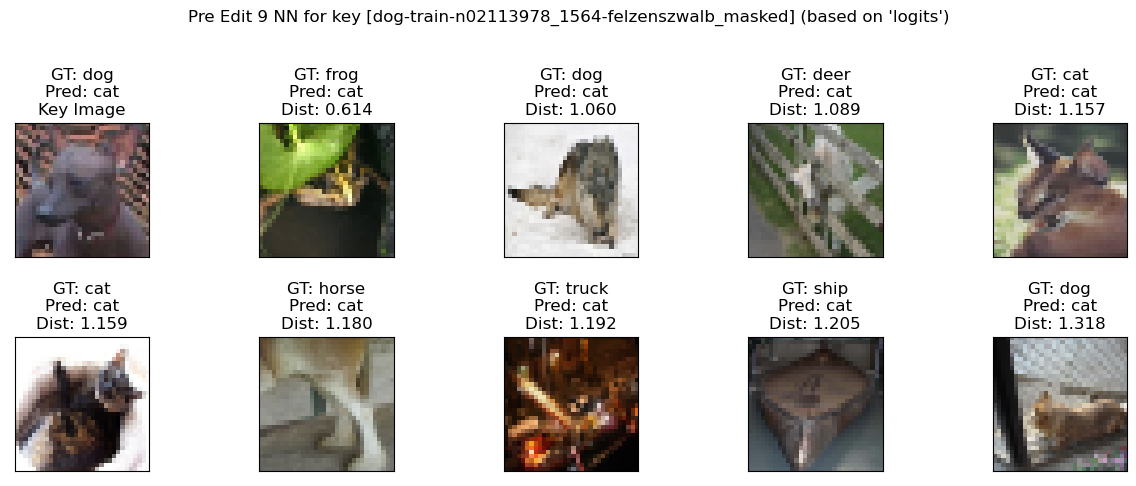 Pre Edit 9 NN for key [dog-train-n02113978_1564-felzenszwalb_masked] (based on 'logits')
GT: dog
Pred: cat
Key Image
GT: frog
Pred: cat
Dist: 0.614
GT: dog
Pred: cat
Dist: 1.060
GT: deer
Pred: cat
Dist: 1.089
GT: cat
Pred: cat
Dist: 1.157
GT: cat
Pred: cat
Dist: 1.159
GT: horse
Pred: cat
Dist: 1.180
GT: truck
Pred: cat
Dist: 1.192
GT: ship
Pred: cat
Dist: 1.205
GT: dog
Pred: cat
Dist: 1.318